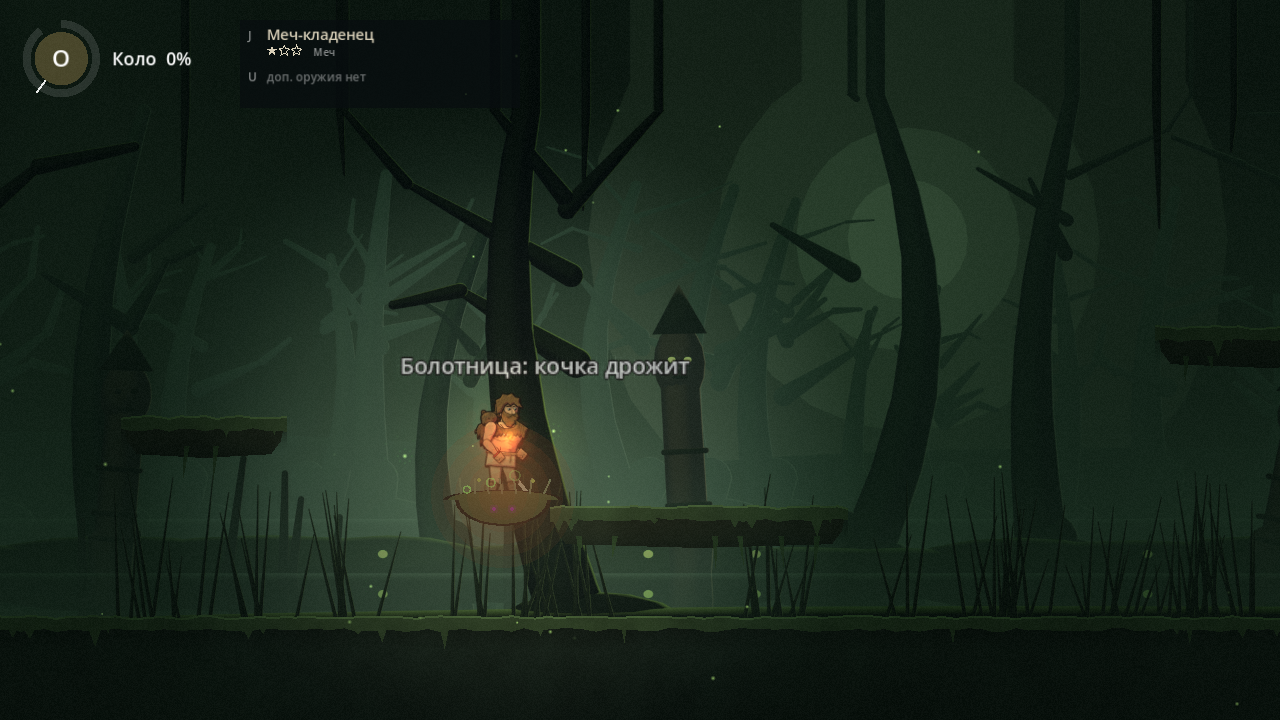 О
Коло 0%
J Меч-кладенец
Меч
U доп. оружия нет
Болотница: кочка дрожит